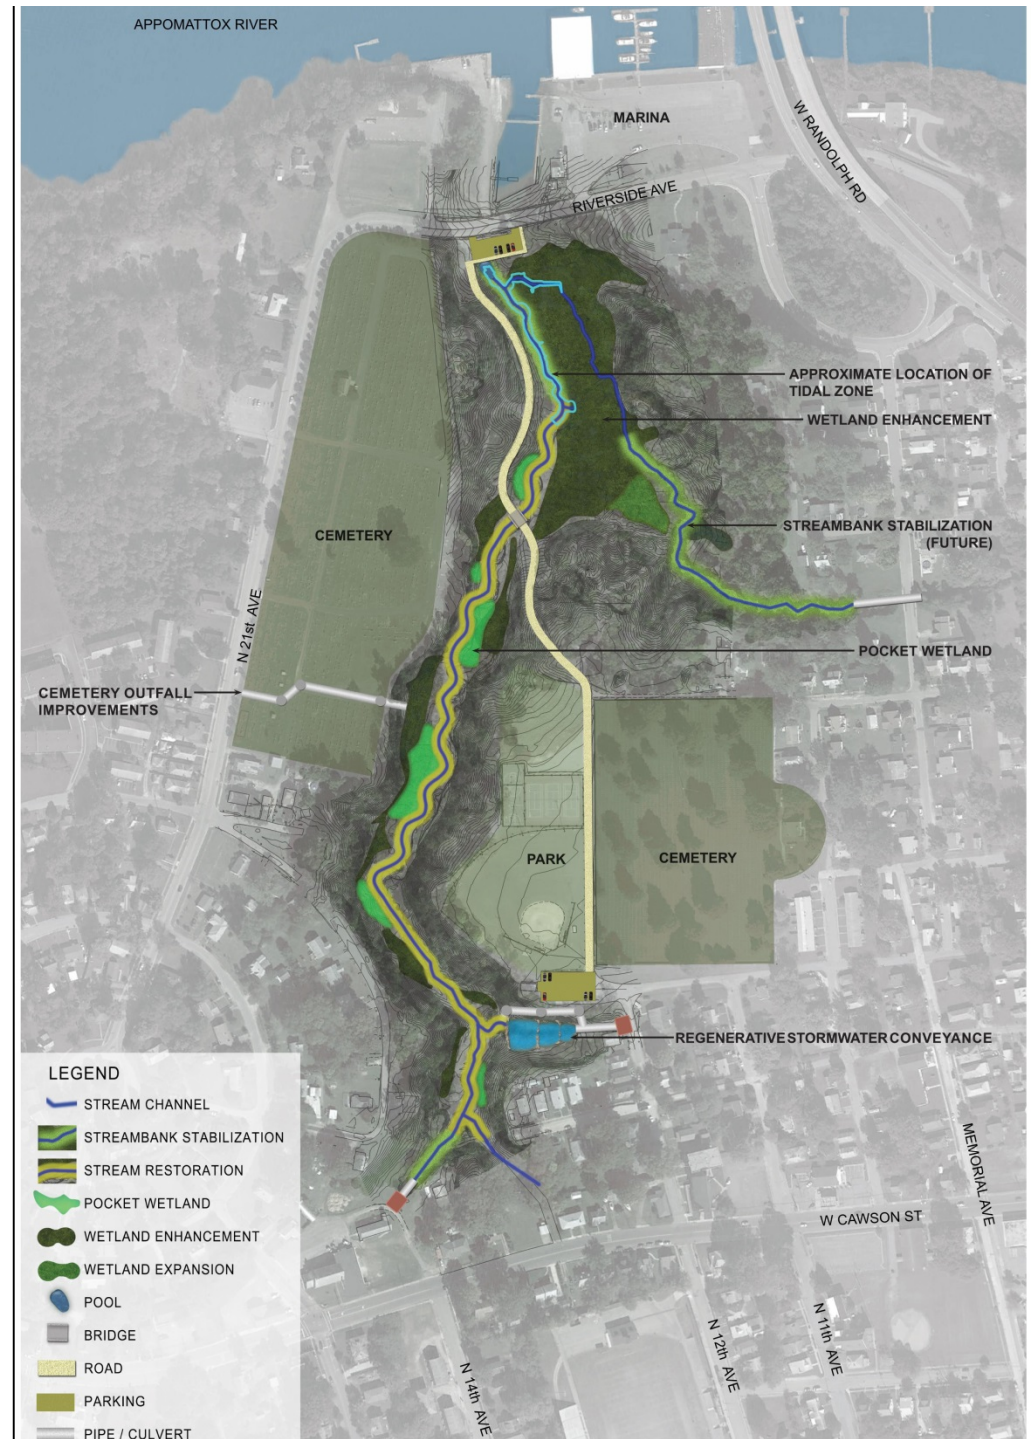 APPOMATTOX RIVER
MARINA
W RANDOLPH RD
RIVERSIDE AVE
APPROXIMATE LOCATION OF
TIDAL ZONE
WETLAND ENHANCEMENT
CEMETERY
STREAMBANK STABILIZATION
(FUTURE)
N 21st AVE
POCKET WETLAND
CEMETERY OUTFALL
IMPROVEMENTS
PARK
CEMETERY
REGENERATIVE STORMWATER CONVEYANCE
MEMORIAL AVE
W CAWSON ST
N 11th AVE
N 12th AVE
N 14th AVE
LEGEND
STREAM CHANNEL
STREAMBANK STABILIZATION
STREAM RESTORATION
POCKET WETLAND
WETLAND ENHANCEMENT
WETLAND EXPANSION
POOL
BRIDGE
ROAD
PARKING
PIPE / CULVERT